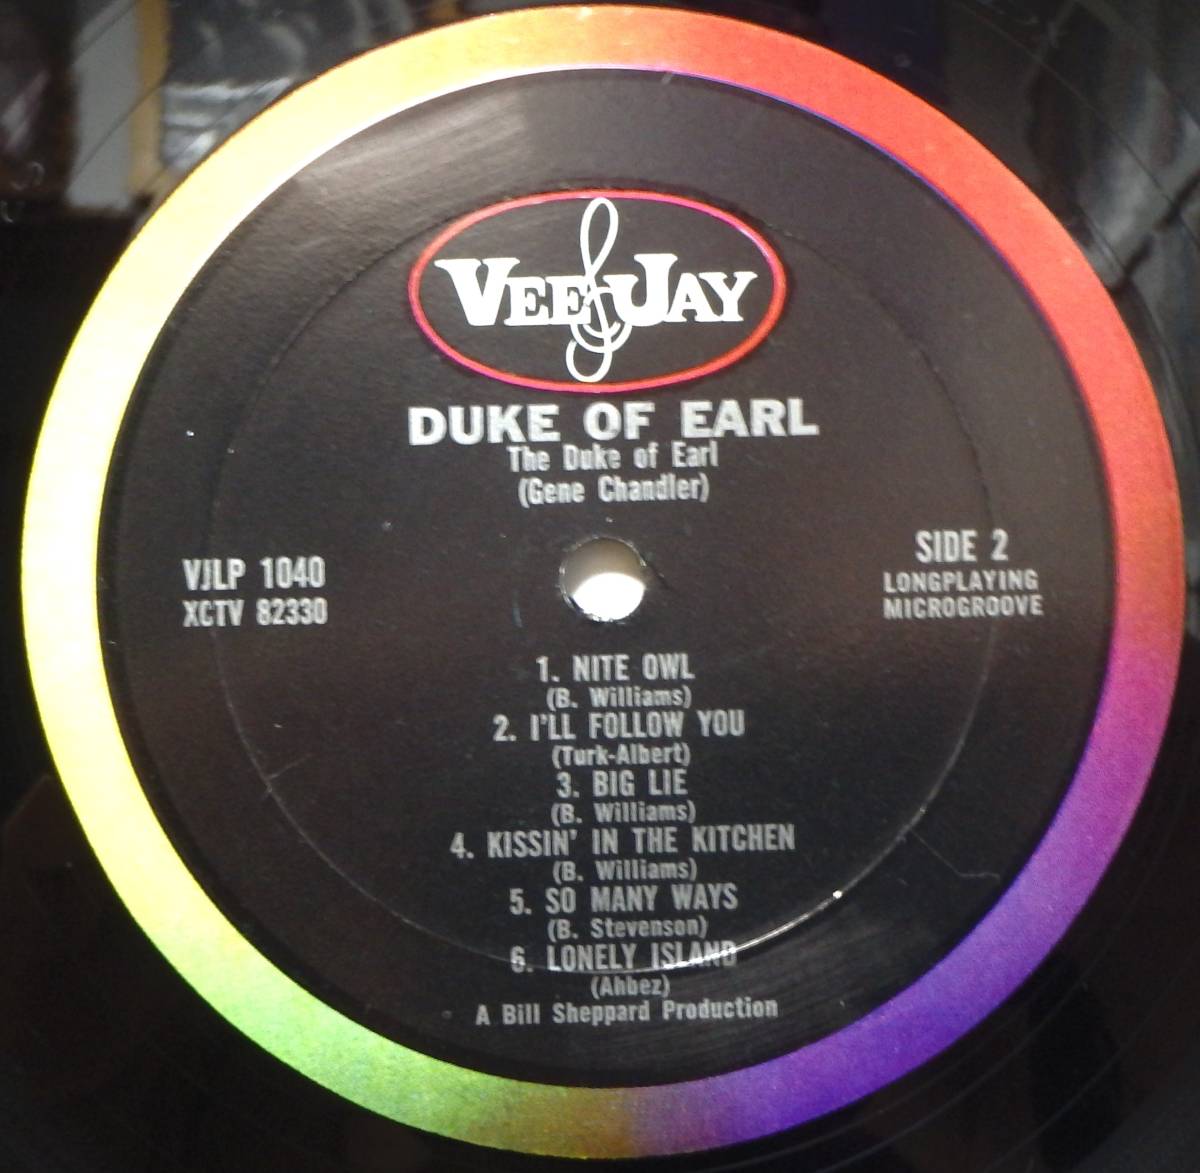 VEE JAY
DUKE OF EARL
The Duke of Earl
(Gene Chandler)
VJLP 1040
XCTV 82330
SIDE 2
LONGPLAYING
MICROGROOVE
1. NITE OWL
(B. Williams)
2. I'LL FOLLOW YOU
(Turk-Albert)
3. BIG LIE
(B. Williams)
4. KISSIN' IN THE KITCHEN
(B. Williams)
5. SO MANY WAYS
(B. Stevenson)
6. LONELY ISLAND
(Ahbez)
A Bill Sheppard Production